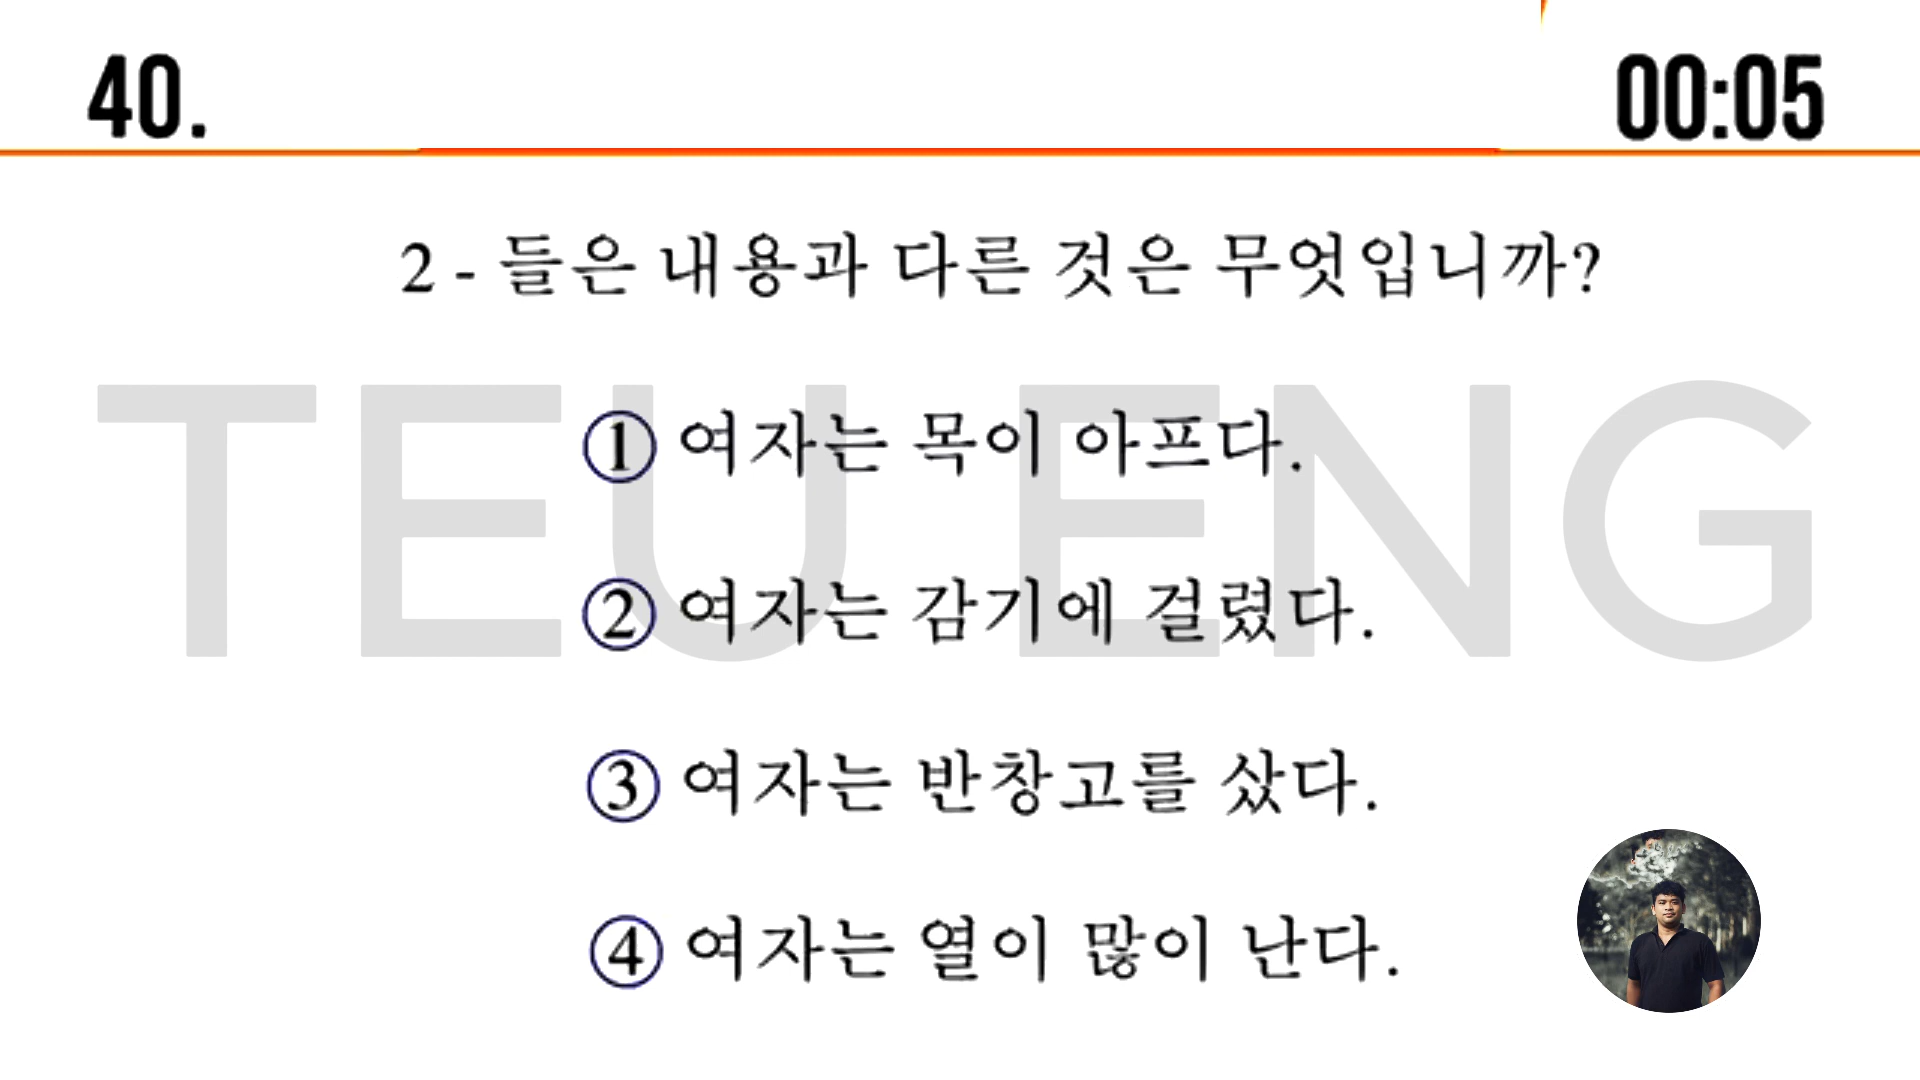 40.
00:05
2 - 들은 내용과 다른 것은 무엇입니까?
TEU ENG
① 여자는 목이 아프다.
② 여자는 감기에 걸렸다.
③ 여자는 반창고를 샀다.
④ 여자는 열이 많이 난다.